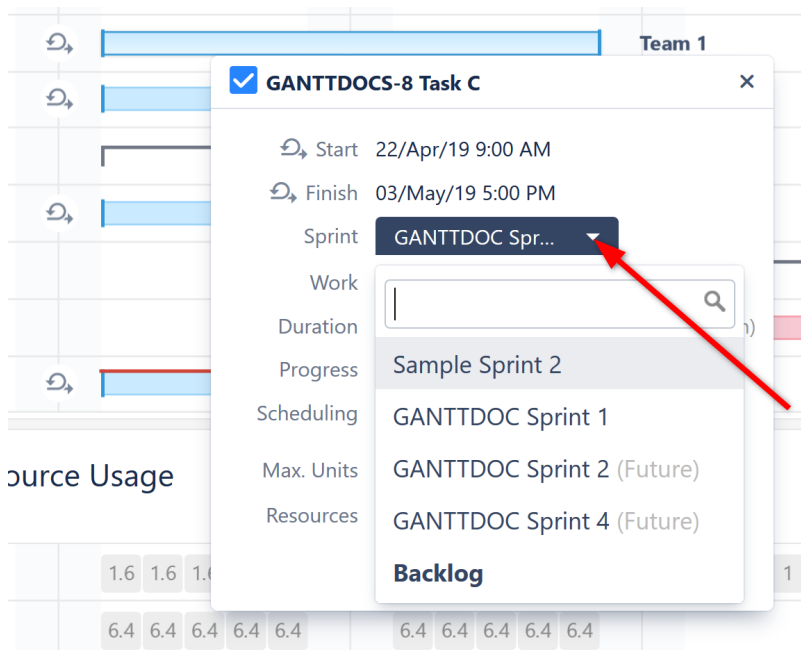 Team 1
GANTTDOCS-8 Task C
Start 22/Apr/19 9:00 AM
Finish 03/May/19 5:00 PM
Sprint GANTTDOC Spr...
Work
Duration
Progress
Scheduling
Max. Units
Resources
Sample Sprint 2
GANTTDOC Sprint 1
GANTTDOC Sprint 2 (Future)
GANTTDOC Sprint 4 (Future)
Backlog
Usage
1.6 1.6 1
6.4 6.4 6.4 6.4 6.4 6.4 6.4 6.4 6.4 6.4